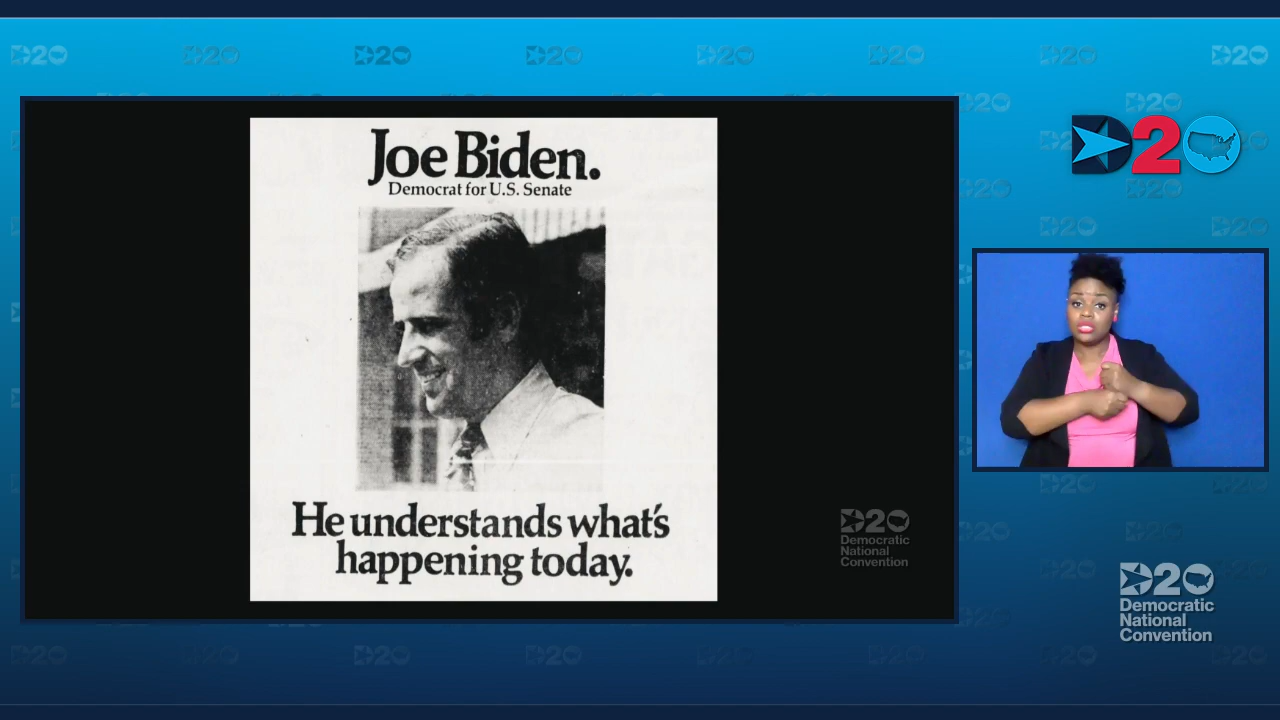 Joe Biden.
Democrat for U.S. Senate
He understands what's
happening today.
D20
Democratic
National
Convention
D20
D20
Democratic
National
Convention